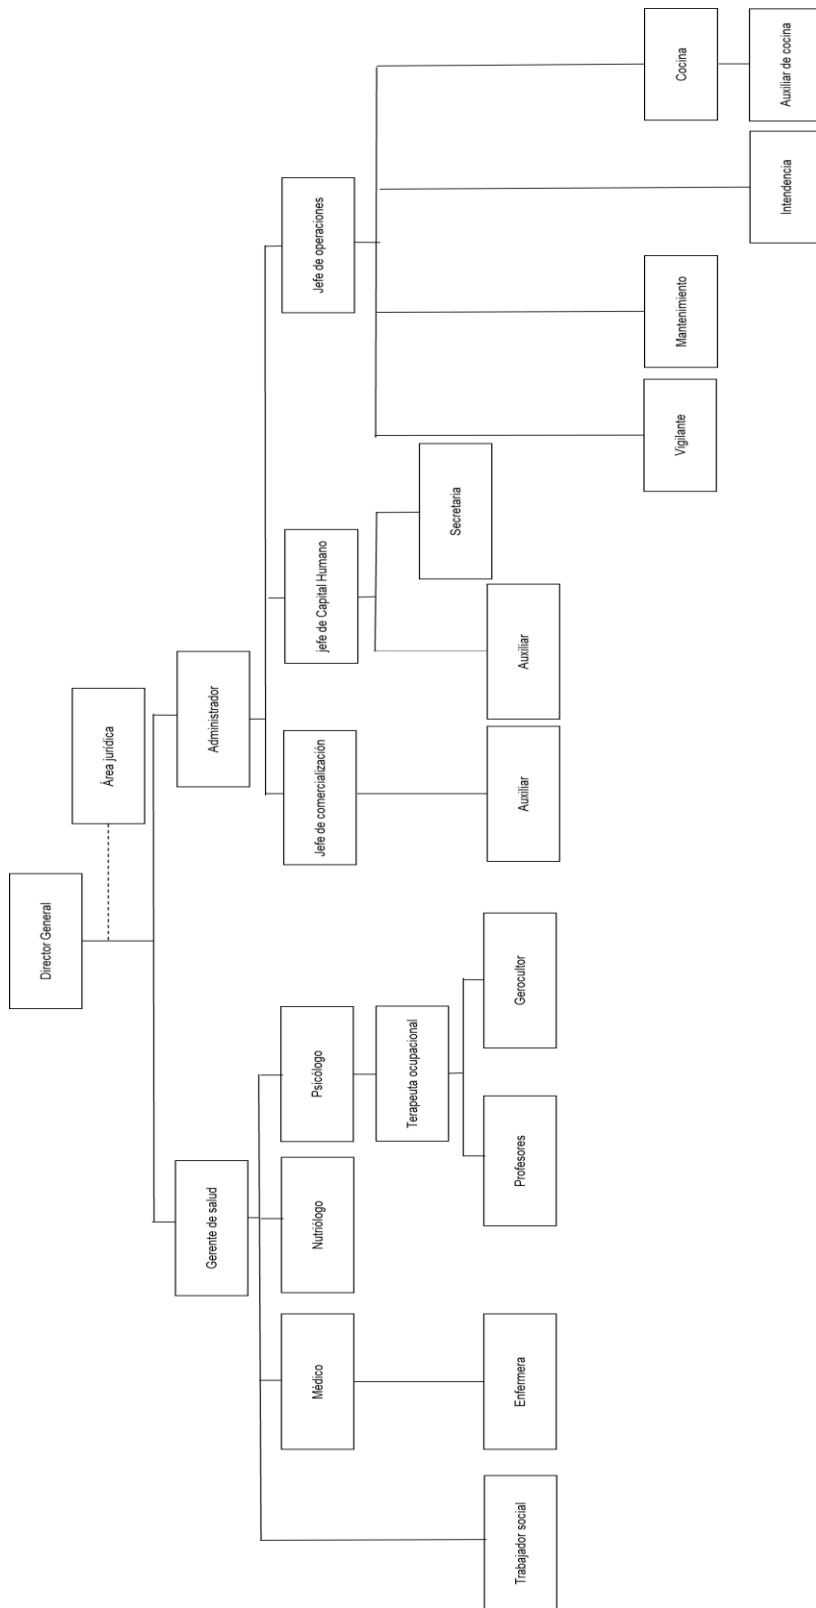 Director General
Área jurídica
Gerente de salud
Administrador
Trabajador social
Médico
Nutriólogo
Psicólogo
Jefe de comercialización
jefe de Capital Humano
Jefe de operaciones
Terapeuta ocupacional
Enfermera
Profesores
Gerocultor
Auxiliar
Auxiliar
Secretaria
Vigilante
Mantenimiento
Intendencia
Cocina
Auxiliar de cocina